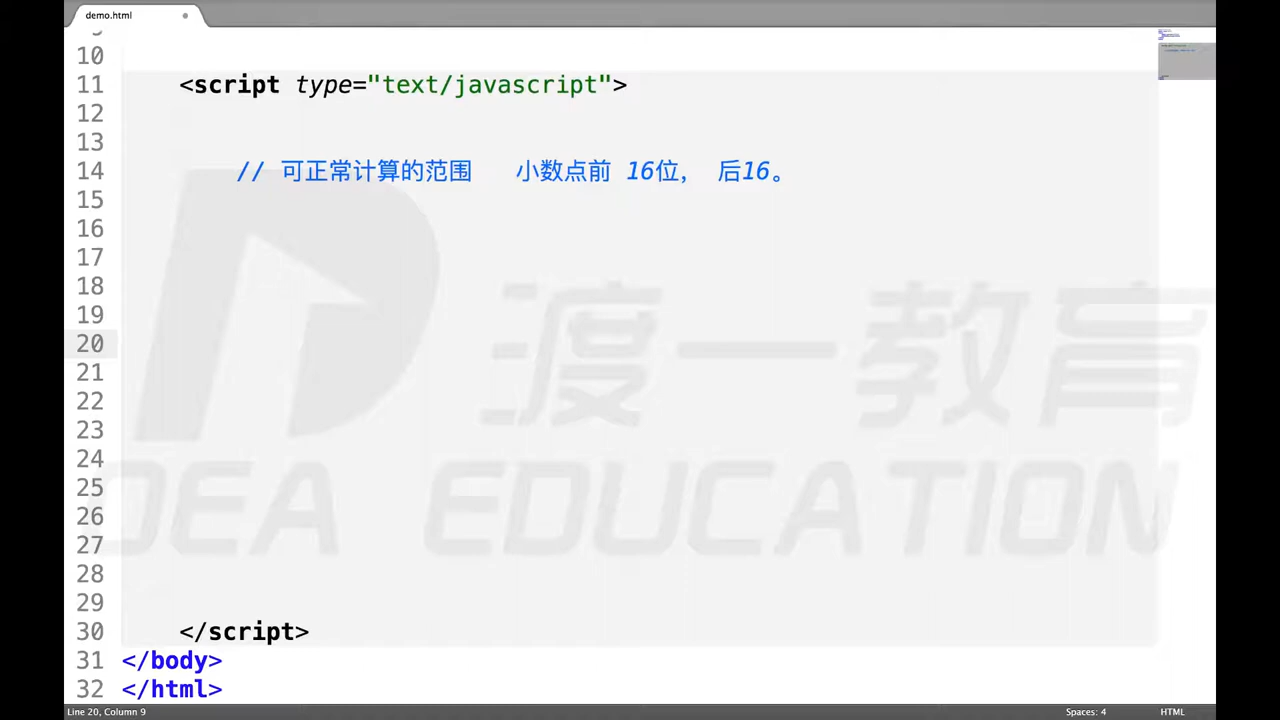 demo.html
9
10
11 <script type="text/javascript">
12
13
14 // 可正常计算的范围 小数点前 16位， 后16。
15
16
17
18
19
20
21
22
23
24
25
26
27
28
29
30 </script>
31 </body>
32 </html>
渡一教育
DEA EDUCATION
Line 20, Column 9
Spaces: 4
HTML